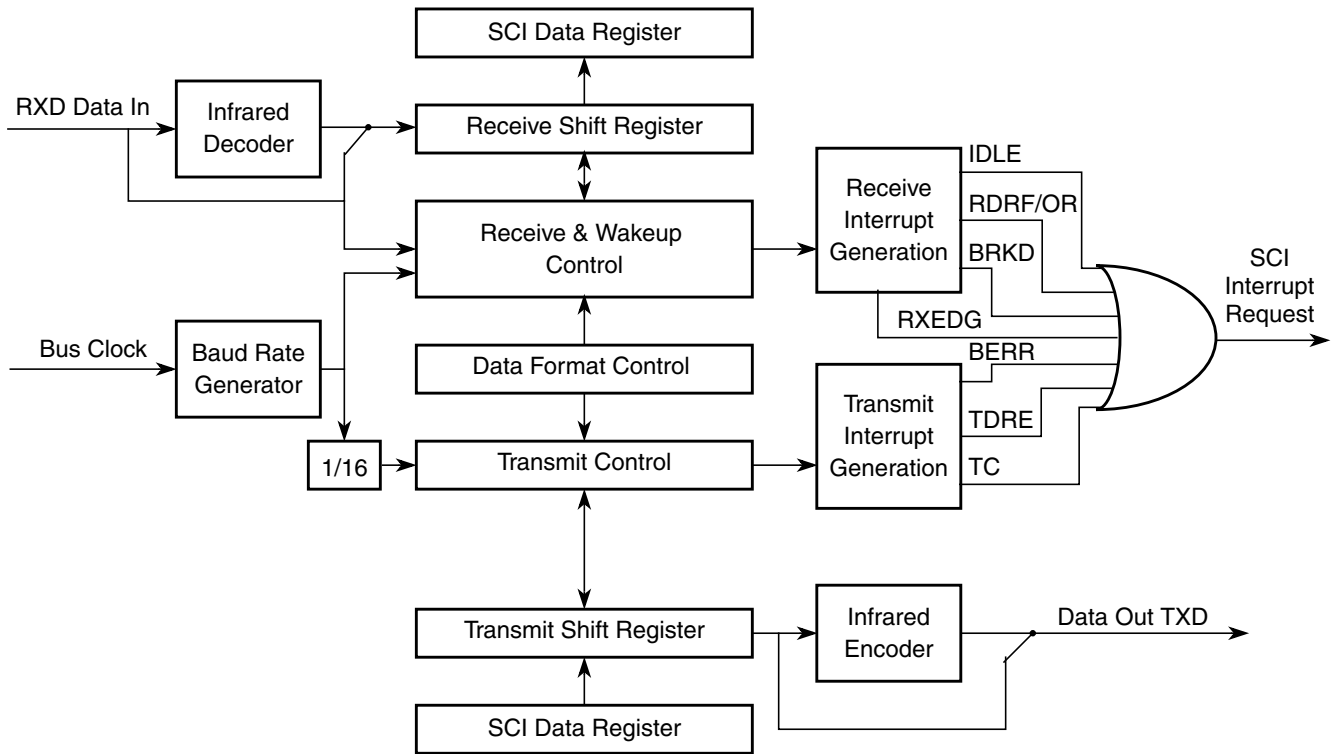 SCI Data Register
RXD Data In
Infrared
Decoder
Receive Shift Register
Receive & Wakeup
Control
Receive
Interrupt
Generation
IDLE
RDRF/OR
BRKD
RXEDG
SCI
Interrupt
Request
Bus Clock
Baud Rate
Generator
Data Format Control
1/16
Transmit Control
Transmit
Interrupt
Generation
BERR
TDRE
TC
Transmit Shift Register
Infrared
Encoder
Data Out TXD
SCI Data Register